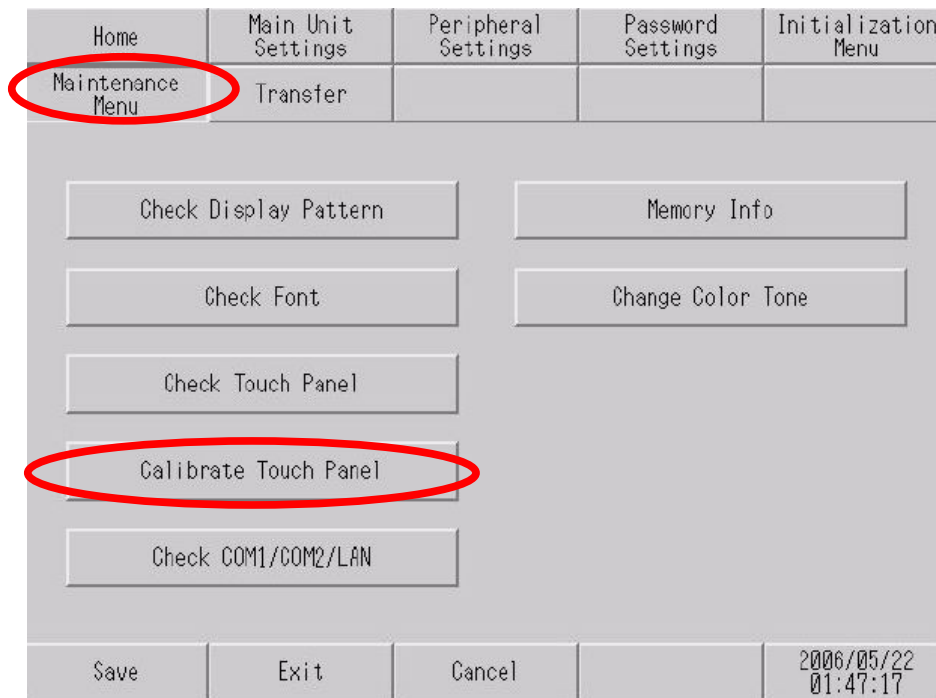 Home
Main Unit
Settings
Peripheral
Settings
Password
Settings
Initialization
Menu
Maintenance
Menu
Transfer
Check Display Pattern
Memory Info
Check Font
Change Color Tone
Check Touch Panel
Calibrate Touch Panel
Check COM1/COM2/LAN
Save
Exit
Cancel
2006/05/22
01:47:17